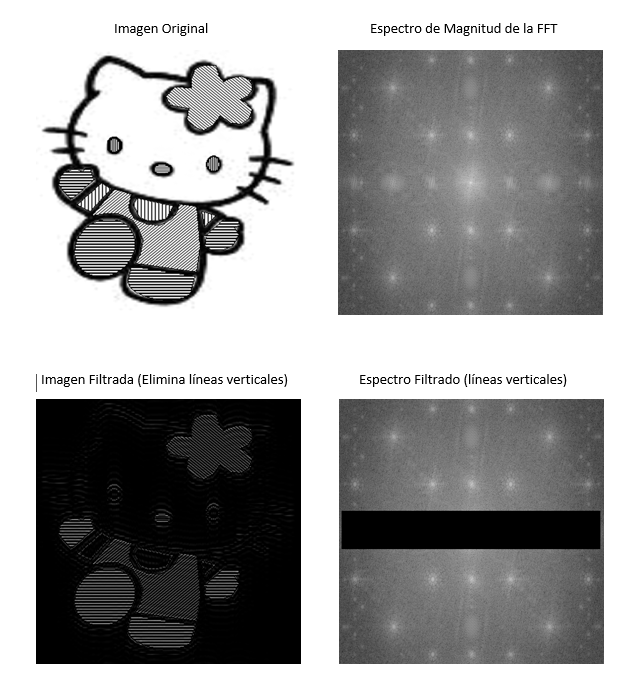 Imagen Original
Espectro de Magnitud de la FFT
Imagen Filtrada (Elimina líneas verticales)
Espectro Filtrado (líneas verticales)